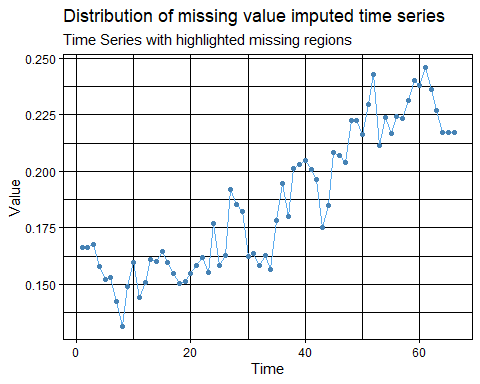 Distribution of missing value imputed time series
Time Series with highlighted missing regions
0.250
0.225
0.200
0.175
0.150
Value
0 20 40 60
Time